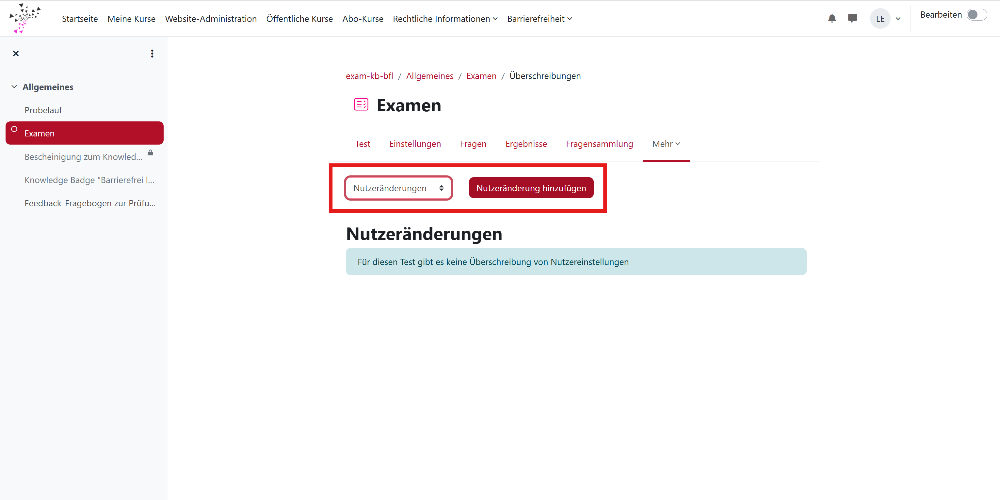 Startseite Meine Kurse Website-Administration Öffentliche Kurse Abo-Kurse Rechtliche Informationen Barrierefreiheit LE Bearbeiten
Allgemeines
Probelauf
Examen
Bescheinigung zum Knowled...
Knowledge Badge "Barrierefrei l...
Feedback-Fragebogen zur Prüfu...
exam-kb-bfl / Allgemeines / Examen / Überschreibungen
Examen
Test Einstellungen Fragen Ergebnisse Fragensammlung Mehr
Nutzeränderungen Nutzeränderung hinzufügen
Nutzeränderungen
Für diesen Test gibt es keine Überschreibung von Nutzereinstellungen